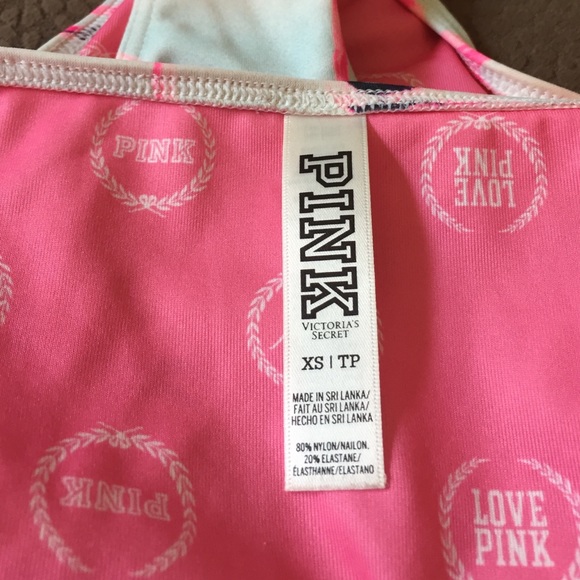 PINK
LOVE
PINK
PINK
VICTORIA'S
SECRET
XS | TP
MADE IN SRI LANKA/
FAIT AU SRI LANKA/
HECHO EN SRI LANKA
80% NYLON/NAILON.
20% ELASTANE/
ÉLASTHANNE/ELASTANO
PINK
LOVE
PINK